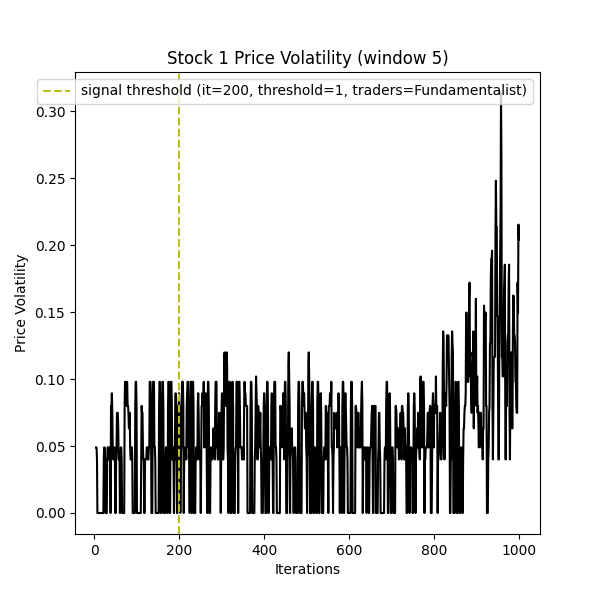 Stock 1 Price Volatility (window 5)
signal threshold (it=200, threshold=1, traders=Fundamentalist)
Price Volatility
0.30
0.25
0.20
0.15
0.10
0.05
0.00
0 200 400 600 800 1000
Iterations